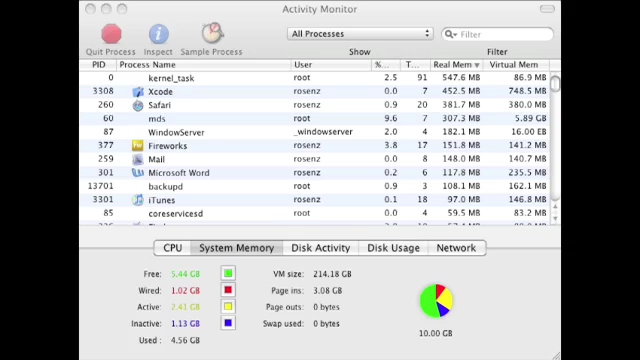 Activity Monitor
All Processes
Filter
Quit Process Inspect Sample Process Show Filter
PID Process Name User %... T... Real Mem Virtual Mem
0 kernel_task root 2.5 91 547.6 MB 86.9 MB
3308 Xcode rosenz 0.0 7 452.5 MB 748.5 MB
260 Safari rosenz 0.9 20 381.7 MB 380.0 MB
60 mds root 9.6 7 307.3 MB 5.89 GB
87 WindowServer _windowserver 2.0 4 182.1 MB 16.00 EB
377 Fireworks rosenz 3.8 17 151.8 MB 141.2 MB
259 Mail rosenz 0.0 8 148.0 MB 140.7 MB
301 Microsoft Word rosenz 1.2 8 117.6 MB 235.5 MB
13701 backupd root 0.9 3 108.1 MB 162.1 MB
3301 iTunes rosenz 0.1 18 97.0 MB 146.8 MB
85 coreservicesd root 0.0 4 59.5 MB 83.2 MB
CPU System Memory Disk Activity Disk Usage Network
Free: 5.44 GB VM size: 214.18 GB
Wired: 1.02 GB Page ins: 3.08 GB
Active: 2.41 GB Page outs: 0 bytes
Inactive: 1.13 GB Swap used: 0 bytes
Used: 4.56 GB
10.00 GB